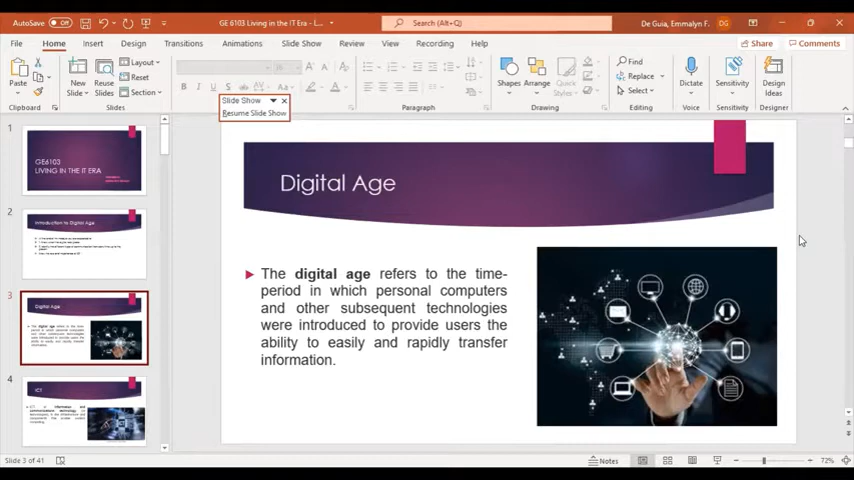 AutoSave Off
GE 6103 Living in the IT Era - L...
Search (Alt+Q)
De Guia, Emmalyn F.
DG
File Home Insert Design Transitions Animations Slide Show Review View Recording Help
Share Comments
Paste
New Slide
Reuse Slides
Layout
Reset
Section
Shapes
Arrange
Quick Styles
Find
Replace
Select
Dictate
Sensitivity
Design Ideas
Clipboard
Slides
Paragraph
Drawing
Editing
Voice
Sensitivity
Designer
Slide Show
Resume Slide Show
1
GE6103
LIVING IN THE IT ERA
2
Introduction to Digital Age
3
Digital Age
4
ICT
Digital Age
The digital age refers to the time-
period in which personal computers
and other subsequent technologies
were introduced to provide users the
ability to easily and rapidly transfer
information.
Slide 3 of 41
Notes
72%